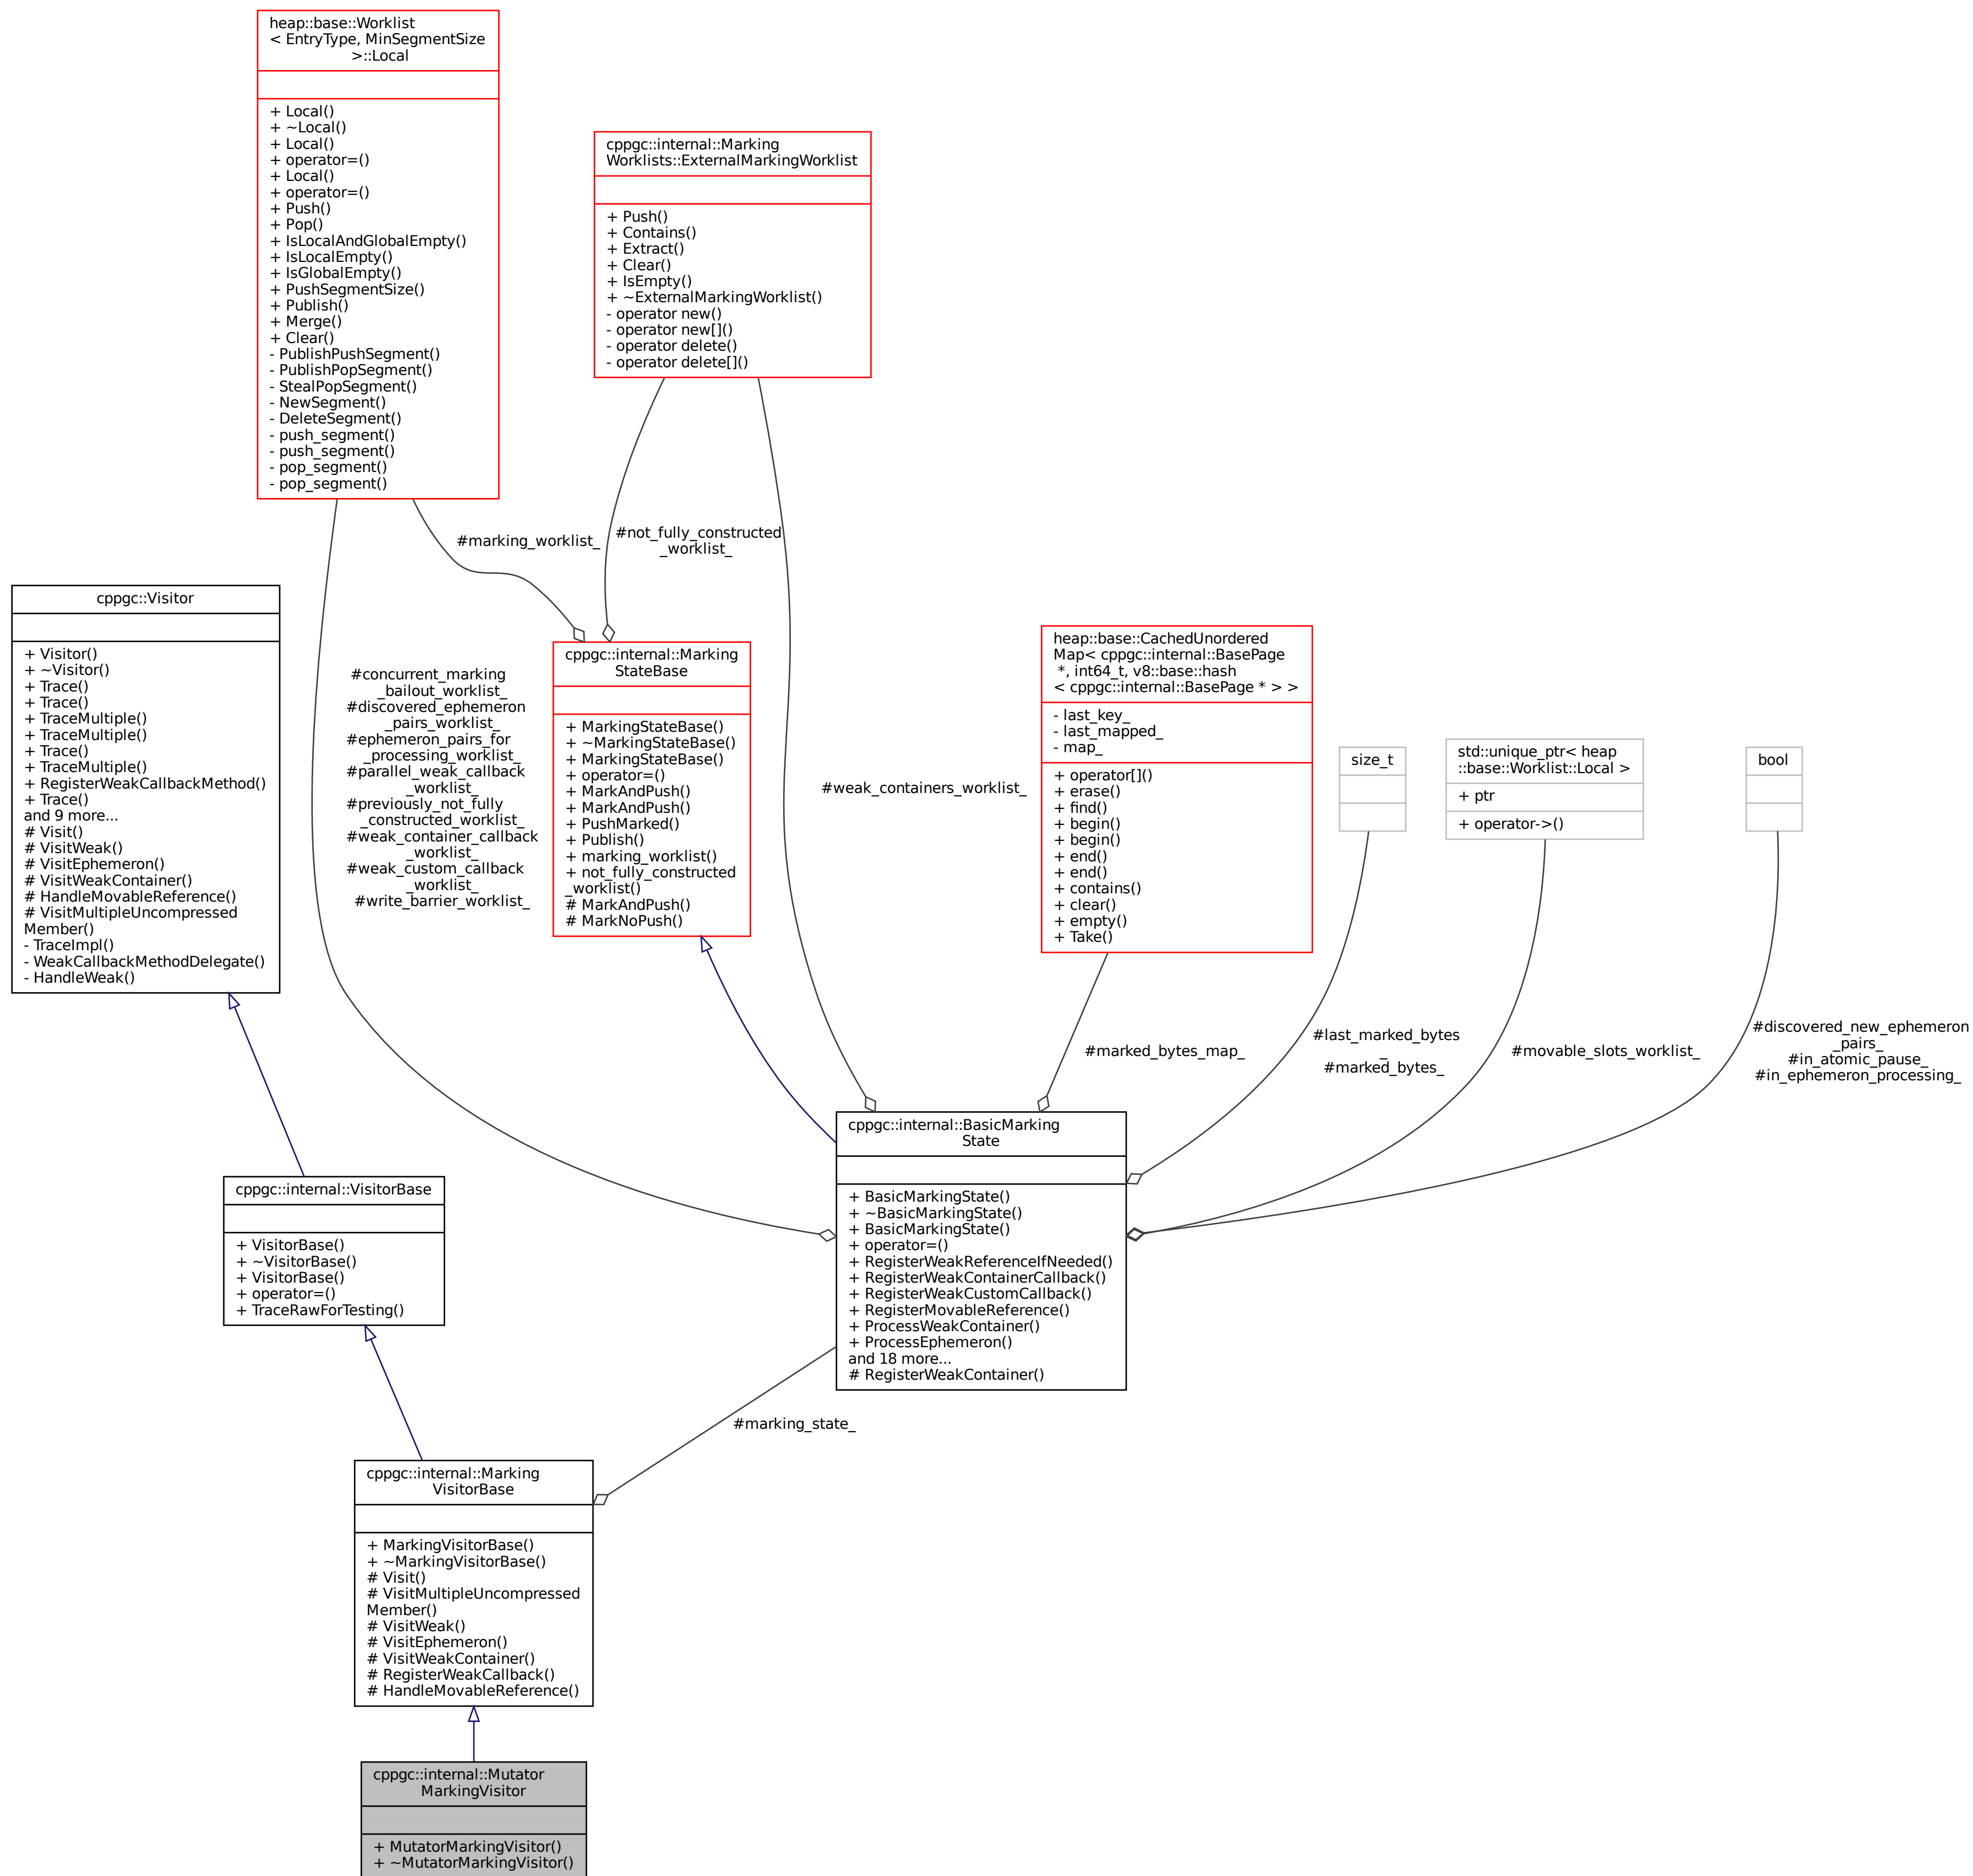 heap::base::Worklist
< EntryType, MinSegmentSize
>::Local
+ Local()
+ ~Local()
+ Local()
+ operator=()
+ Local()
+ operator=()
+ Push()
+ Pop()
+ IsLocalAndGlobalEmpty()
+ IsLocalEmpty()
+ IsGlobalEmpty()
+ PushSegmentSize()
+ Publish()
+ Merge()
+ Clear()
- PublishPushSegment()
- PublishPopSegment()
- StealPopSegment()
- NewSegment()
- DeleteSegment()
- push_segment()
- push_segment()
- pop_segment()
- pop_segment()
cppgc::internal::Marking
Worklists::ExternalMarkingWorklist
+ Push()
+ Contains()
+ Extract()
+ Clear()
+ IsEmpty()
+ ~ExternalMarkingWorklist()
- operator new()
- operator new[]()
- operator delete()
- operator delete[]()
#marking_worklist_
#not_fully_constructed
_worklist_
cppgc::Visitor
+ Visitor()
+ ~Visitor()
+ Trace()
+ Trace()
+ TraceMultiple()
+ TraceMultiple()
+ Trace()
+ TraceMultiple()
+ RegisterWeakCallbackMethod()
+ Trace()
and 9 more...
# Visit()
# VisitWeak()
# VisitEphemeron()
# VisitWeakContainer()
# HandleMovableReference()
# VisitMultipleUncompressed
Member()
- TraceImpl()
- WeakCallbackMethodDelegate()
- HandleWeak()
#concurrent_marking
_bailout_worklist_
#discovered_ephemeron
_pairs_worklist_
#ephemeron_pairs_for
_processing_worklist_
#parallel_weak_callback
_worklist_
#previously_not_fully
_constructed_worklist_
#weak_container_callback
_worklist_
#weak_custom_callback
_worklist_
#write_barrier_worklist_
cppgc::internal::Marking
StateBase
+ MarkingStateBase()
+ ~MarkingStateBase()
+ MarkingStateBase()
+ operator=()
+ MarkAndPush()
+ MarkAndPush()
+ PushMarked()
+ Publish()
+ marking_worklist()
+ not_fully_constructed
_worklist()
# MarkAndPush()
# MarkNoPush()
#weak_containers_worklist_
heap::base::CachedUnordered
Map< cppgc::internal::BasePage
*, int64_t, v8::base::hash
< cppgc::internal::BasePage * > >
- last_key_
- last_mapped_
- map_
+ operator[]()
+ erase()
+ find()
+ begin()
+ begin()
+ end()
+ end()
+ contains()
+ clear()
+ empty()
+ Take()
size_t
std::unique_ptr< heap
::base::Worklist::Local >
+ ptr
+ operator->()
bool
#marked_bytes_map_
#last_marked_bytes
_
#marked_bytes_
#movable_slots_worklist_
#discovered_new_ephemeron
_pairs_
#in_atomic_pause_
#in_ephemeron_processing_
cppgc::internal::BasicMarking
State
+ BasicMarkingState()
+ ~BasicMarkingState()
+ BasicMarkingState()
+ operator=()
+ RegisterWeakReferenceIfNeeded()
+ RegisterWeakContainerCallback()
+ RegisterWeakCustomCallback()
+ RegisterMovableReference()
+ ProcessWeakContainer()
+ ProcessEphemeron()
and 18 more...
# RegisterWeakContainer()
cppgc::internal::VisitorBase
+ VisitorBase()
+ ~VisitorBase()
+ VisitorBase()
+ operator=()
+ TraceRawForTesting()
#marking_state_
cppgc::internal::Marking
VisitorBase
+ MarkingVisitorBase()
+ ~MarkingVisitorBase()
# Visit()
# VisitMultipleUncompressed
Member()
# VisitWeak()
# VisitEphemeron()
# VisitWeakContainer()
# RegisterWeakCallback()
# HandleMovableReference()
cppgc::internal::Mutator
MarkingVisitor
+ MutatorMarkingVisitor()
+ ~MutatorMarkingVisitor()